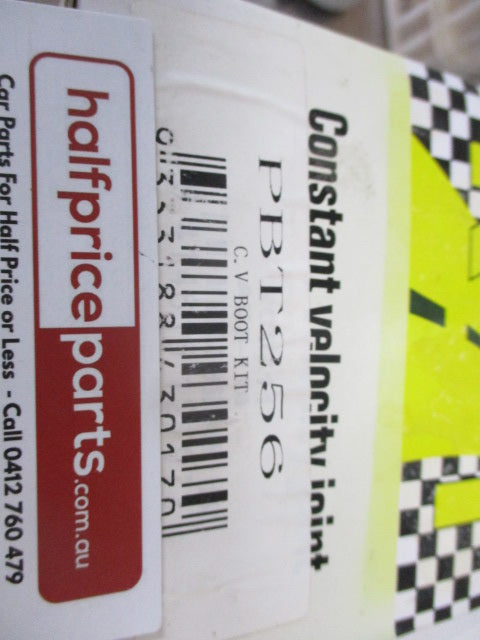 Constant velocity joint
PBT256
C.V BOOT KIT
halfpriceparts.com.au
Car Parts For Half Price or Less - Call 0412 760 479